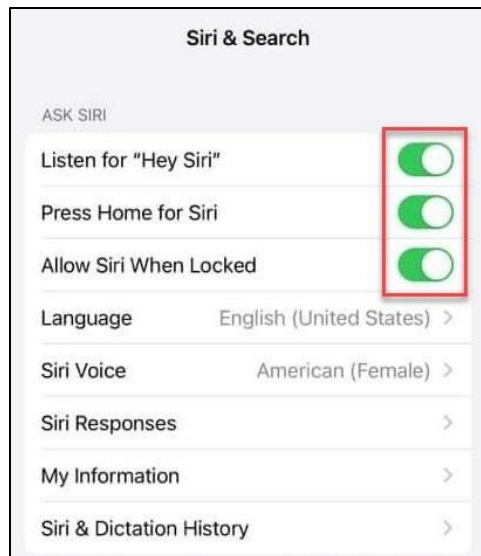 Siri & Search
ASK SIRI
Listen for "Hey Siri"
Press Home for Siri
Allow Siri When Locked
Language English (United States) >
Siri Voice American (Female) >
Siri Responses >
My Information >
Siri & Dictation History >